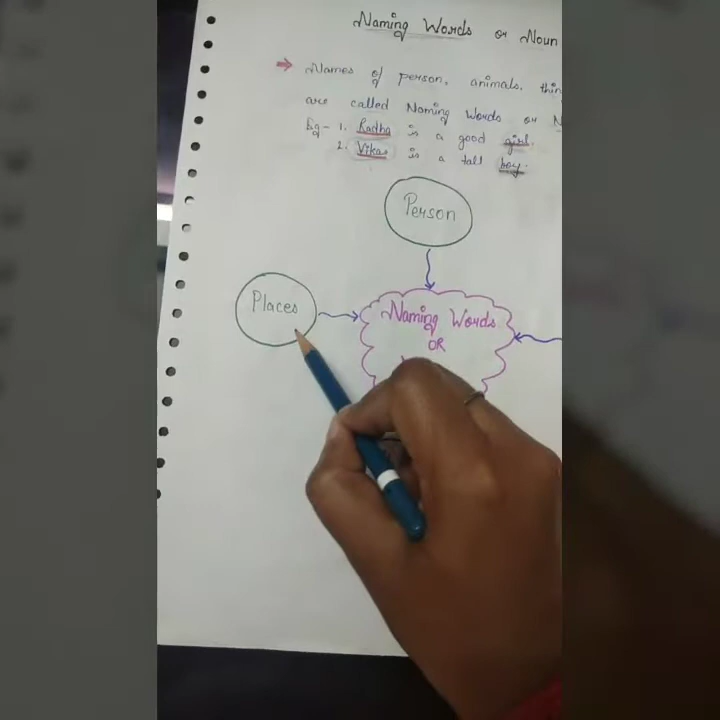 Naming Words or Noun
Names of person, animals,
are called Naming Words or
Eg- 1. Radha is a good girl.
2. Vikas is a tall boy.
Person
Places
Naming Words
OR